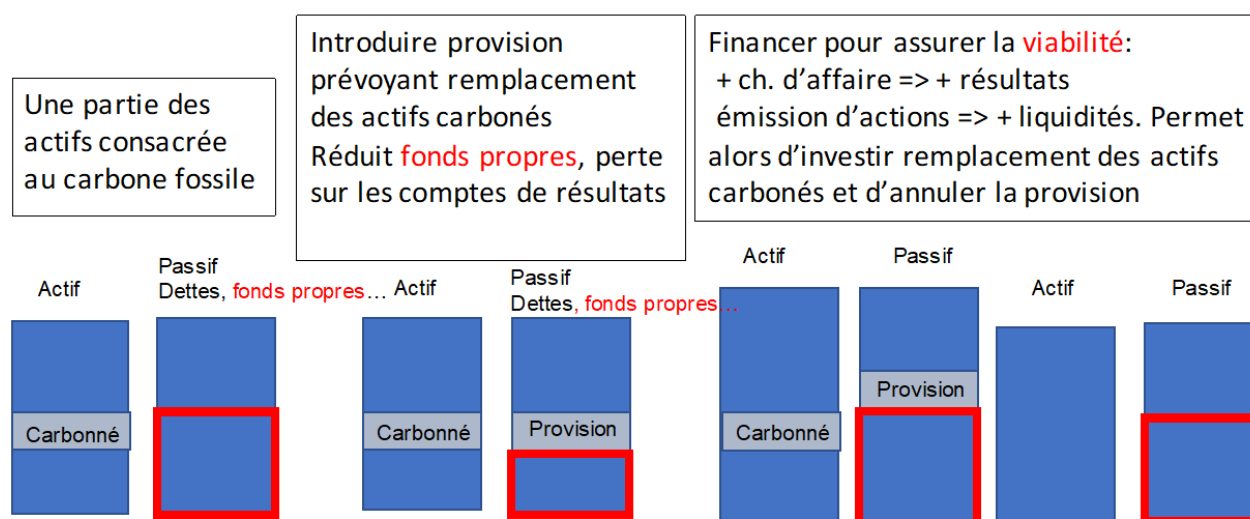 Une partie des
actifs consacrée
au carbone fossile
Introduire provision
prévoyant remplacement
des actifs carbonés
Réduit fonds propres, perte
sur les comptes de résultats
Financer pour assurer la viabilité:
+ ch. d’affaire => + résultats
émission d’actions => + liquidités. Permet
alors d’investir remplacement des actifs
carbonés et d’annuler la provision
Actif
Passif
Dettes, fonds propres…
Carbonné
Actif
Passif
Dettes, fonds propres…
Carbonné
Provision
Actif
Passif
Carbonné
Provision
Actif
Passif